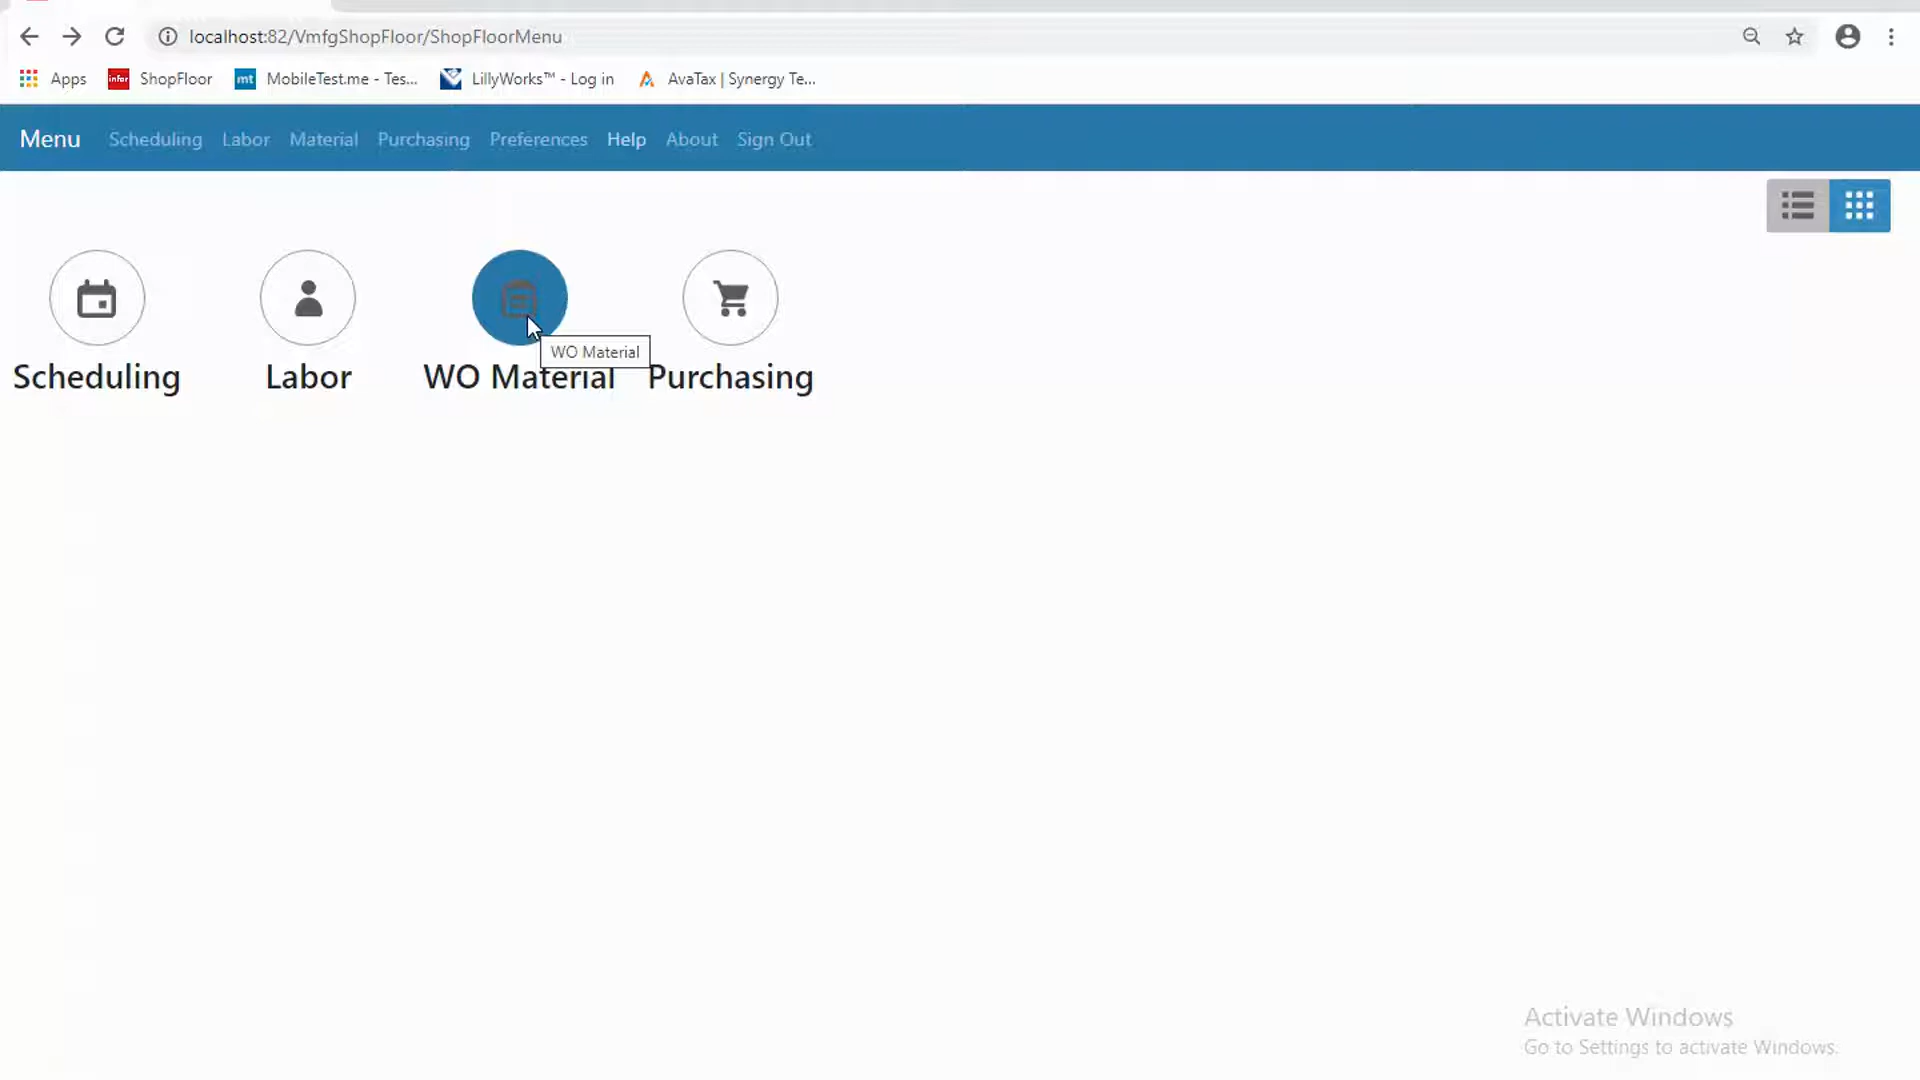 localhost:82/VmfgShopFloor/ShopFloorMenu
Apps infor ShopFloor mt MobileTest.me - Tes... LillyWorks™ - Log in AvaTax | Synergy Te...
Menu Scheduling Labor Material Purchasing Preferences Help About Sign Out
WO Material
Scheduling Labor WO Material Purchasing
Activate Windows
Go to Settings to activate Windows.